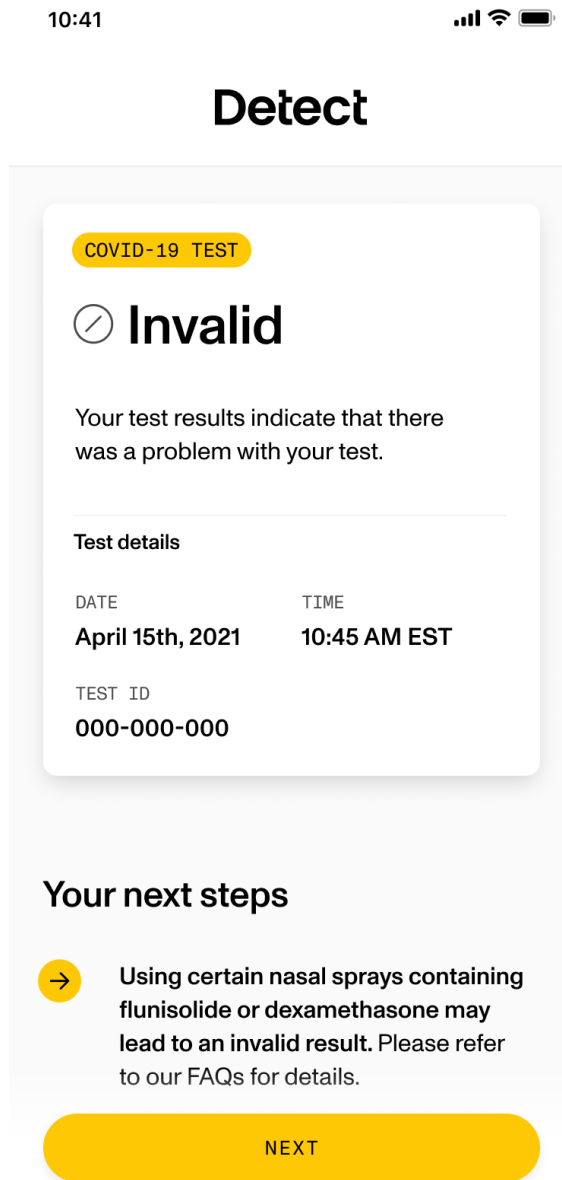 10:41
Detect
COVID-19 TEST
Invalid
Your test results indicate that there
was a problem with your test.
Test details
DATE
TIME
April 15th, 2021
10:45 AM EST
TEST ID
000-000-000
Your next steps
Using certain nasal sprays containing
flunisolide or dexamethasone may
lead to an invalid result. Please refer
to our FAQs for details.
NEXT